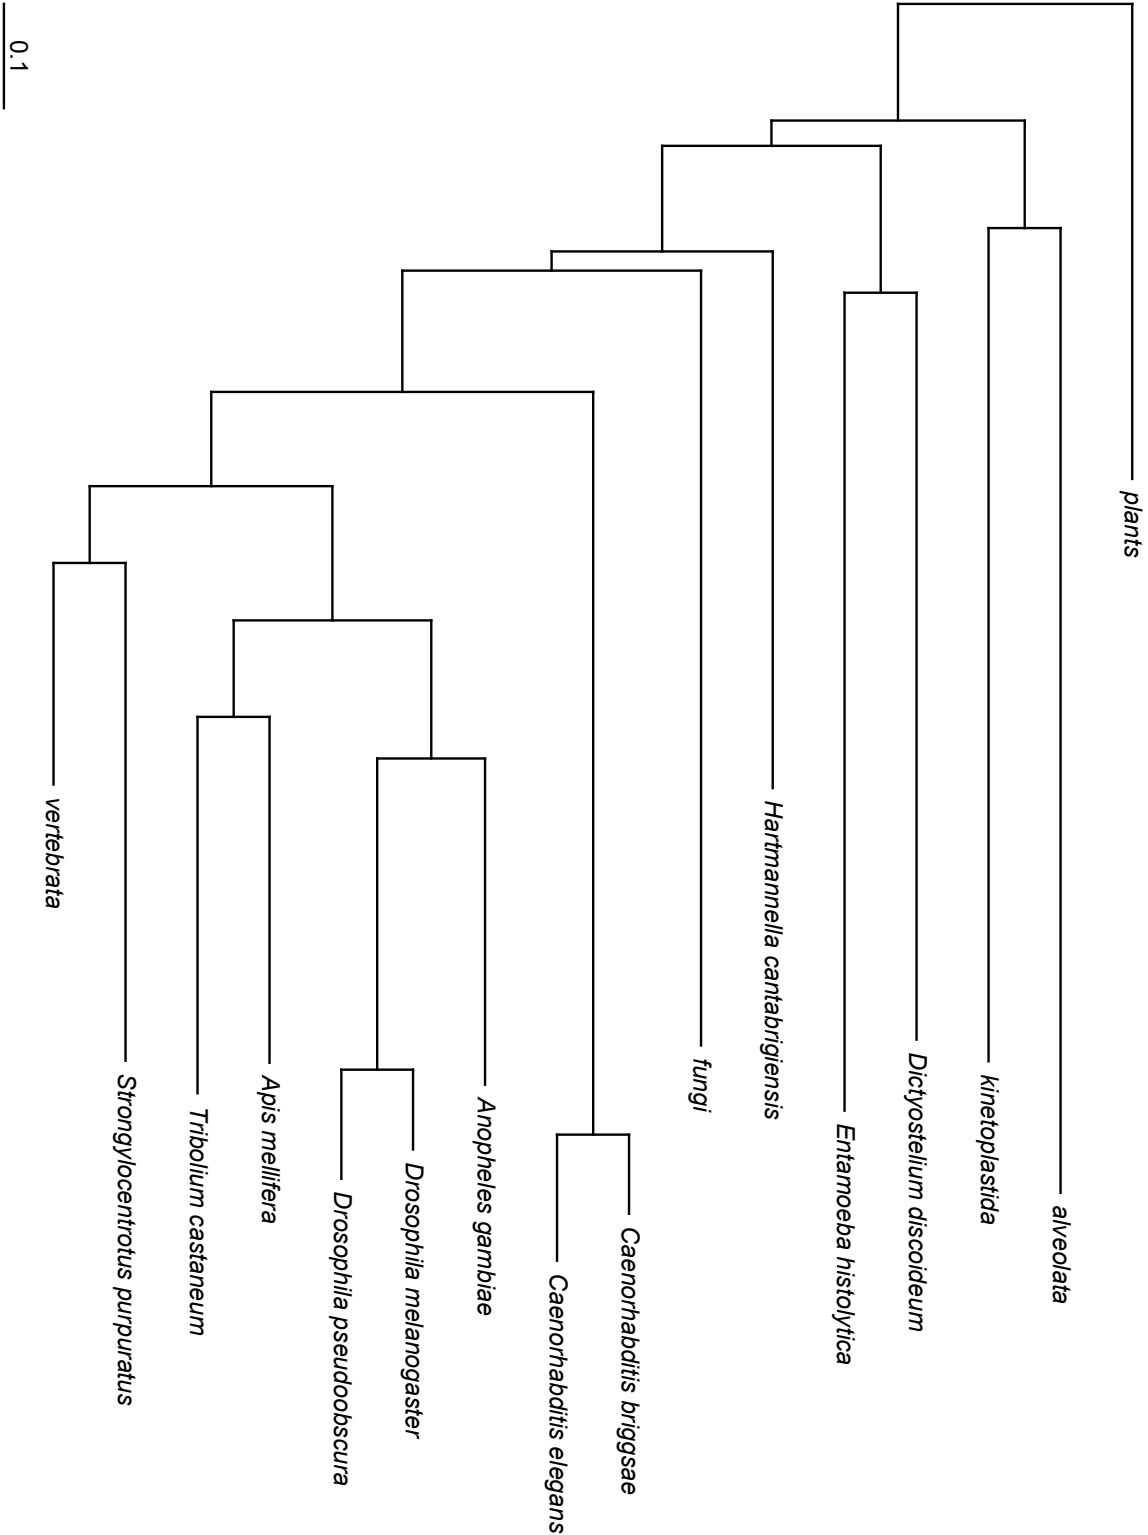 plants
alveolata
kinetoplastida
Dictyostelium discoideum
Entamoeba histolytica
Hartmannella cantabrigiensis
fungi
Caenorhabditis briggsae
Caenorhabditis elegans
Anopheles gambiae
Drosophila melanogaster
Drosophila pseudoobscura
Apis mellifera
Tribolium castaneum
Strongylocentrotus purpuratus
vertebrata
0.1